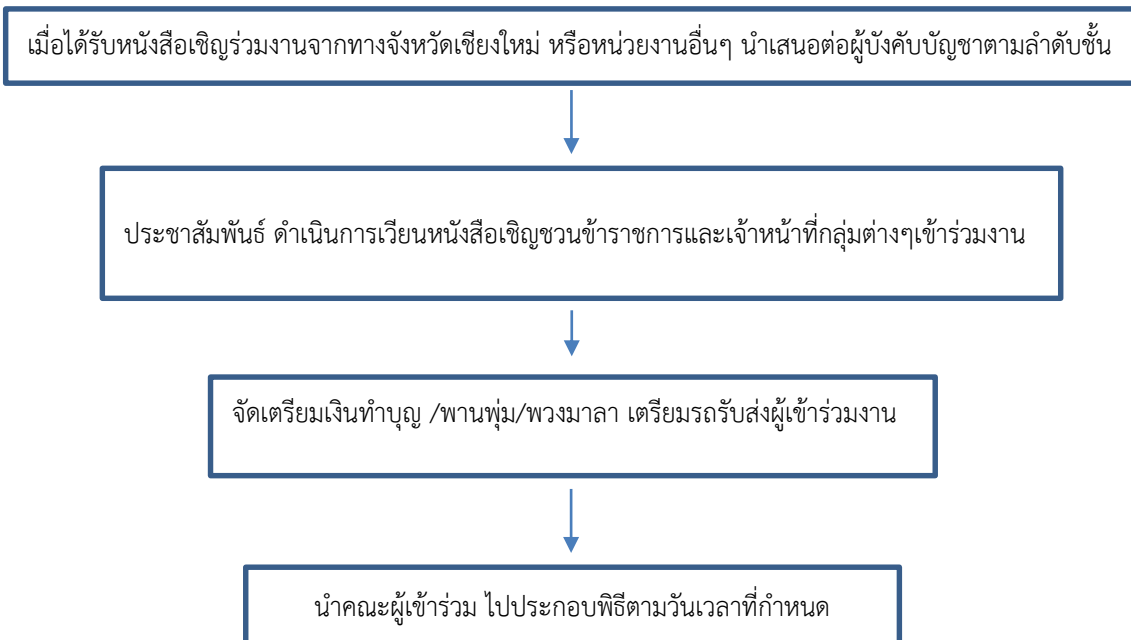 เมื่อได้รับหนังสือเชิญร่วมงานจากทางจังหวัดเชียงใหม่ หรือหน่วยงานอื่นๆ นำเสนอต่อผู้บังคับบัญชาตามลำดับชั้น
ประชาสัมพันธ์ ดำเนินการเวียนหนังสือเชิญชวนข้าราชการและเจ้าหน้าที่กลุ่มต่างๆเข้าร่วมงาน
จัดเตรียมเงินทำบุญ /พานพุ่ม/พวงมาลา เตรียมรถรับส่งผู้เข้าร่วมงาน
นำคณะผู้เข้าร่วม ไปประกอบพิธีตามวันเวลาที่กำหนด